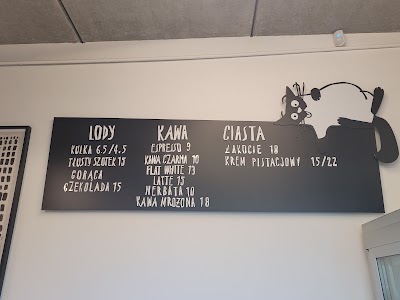 LODY
KULKA 6.5/4.5
TŁUSTY SZOTEK 15
GORĄCA
CZEKOLADA 15
KAWA
ESPRESSO 9
KAWA CZARNA 10
FLAT WHITE 13
LATTE 15
HERBATA 10
KAWA MROŻONA 18
CIASTA
ŁAKOCIE 18
KREM PISTACJOWY 15/22